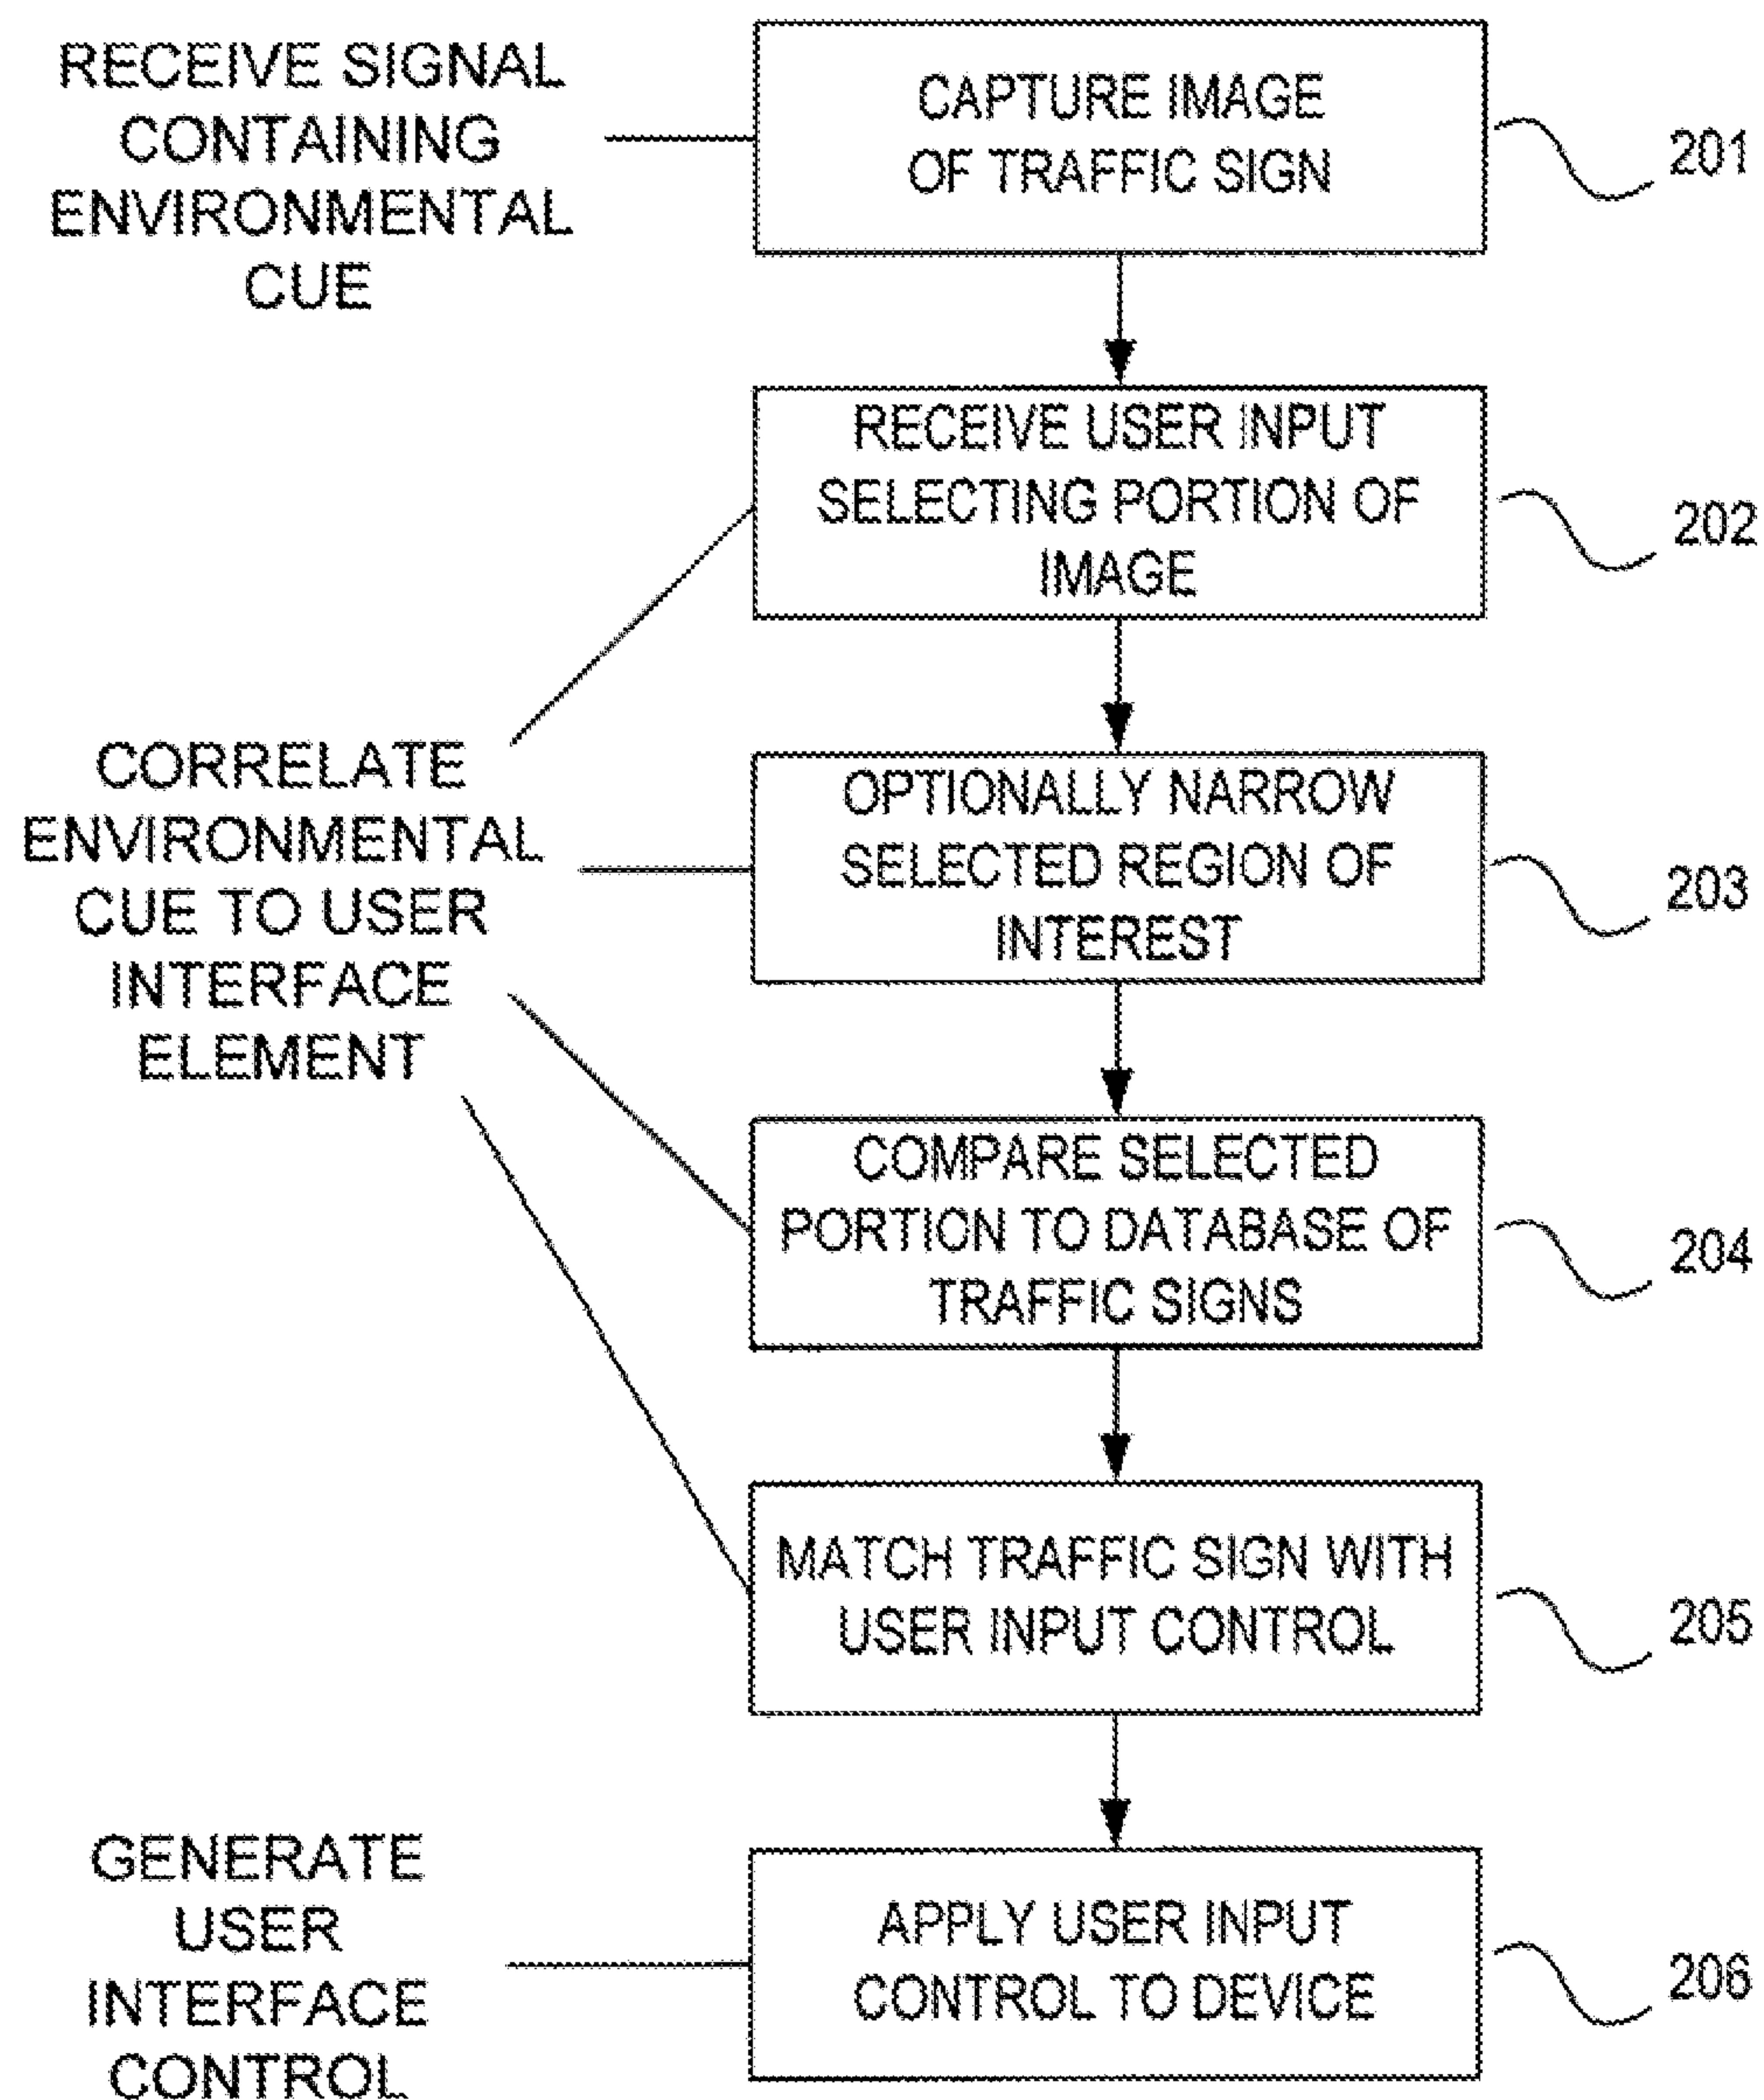 RECEIVE SIGNAL
CONTAINING
ENVIRONMENTAL
CUE
CAPTURE IMAGE
OF TRAFFIC SIGN
201
RECEIVE USER INPUT
SELECTING PORTION OF
IMAGE
202
CORRELATE
ENVIRONMENTAL
CUE TO USER
INTERFACE
ELEMENT
OPTIONALLY NARROW
SELECTED REGION OF
INTEREST
203
COMPARE SELECTED
PORTION TO DATABASE OF
TRAFFIC SIGNS
204
MATCH TRAFFIC SIGN WITH
USER INPUT CONTROL
205
GENERATE
USER
INTERFACE
CONTROL
APPLY USER INPUT
CONTROL TO DEVICE
206